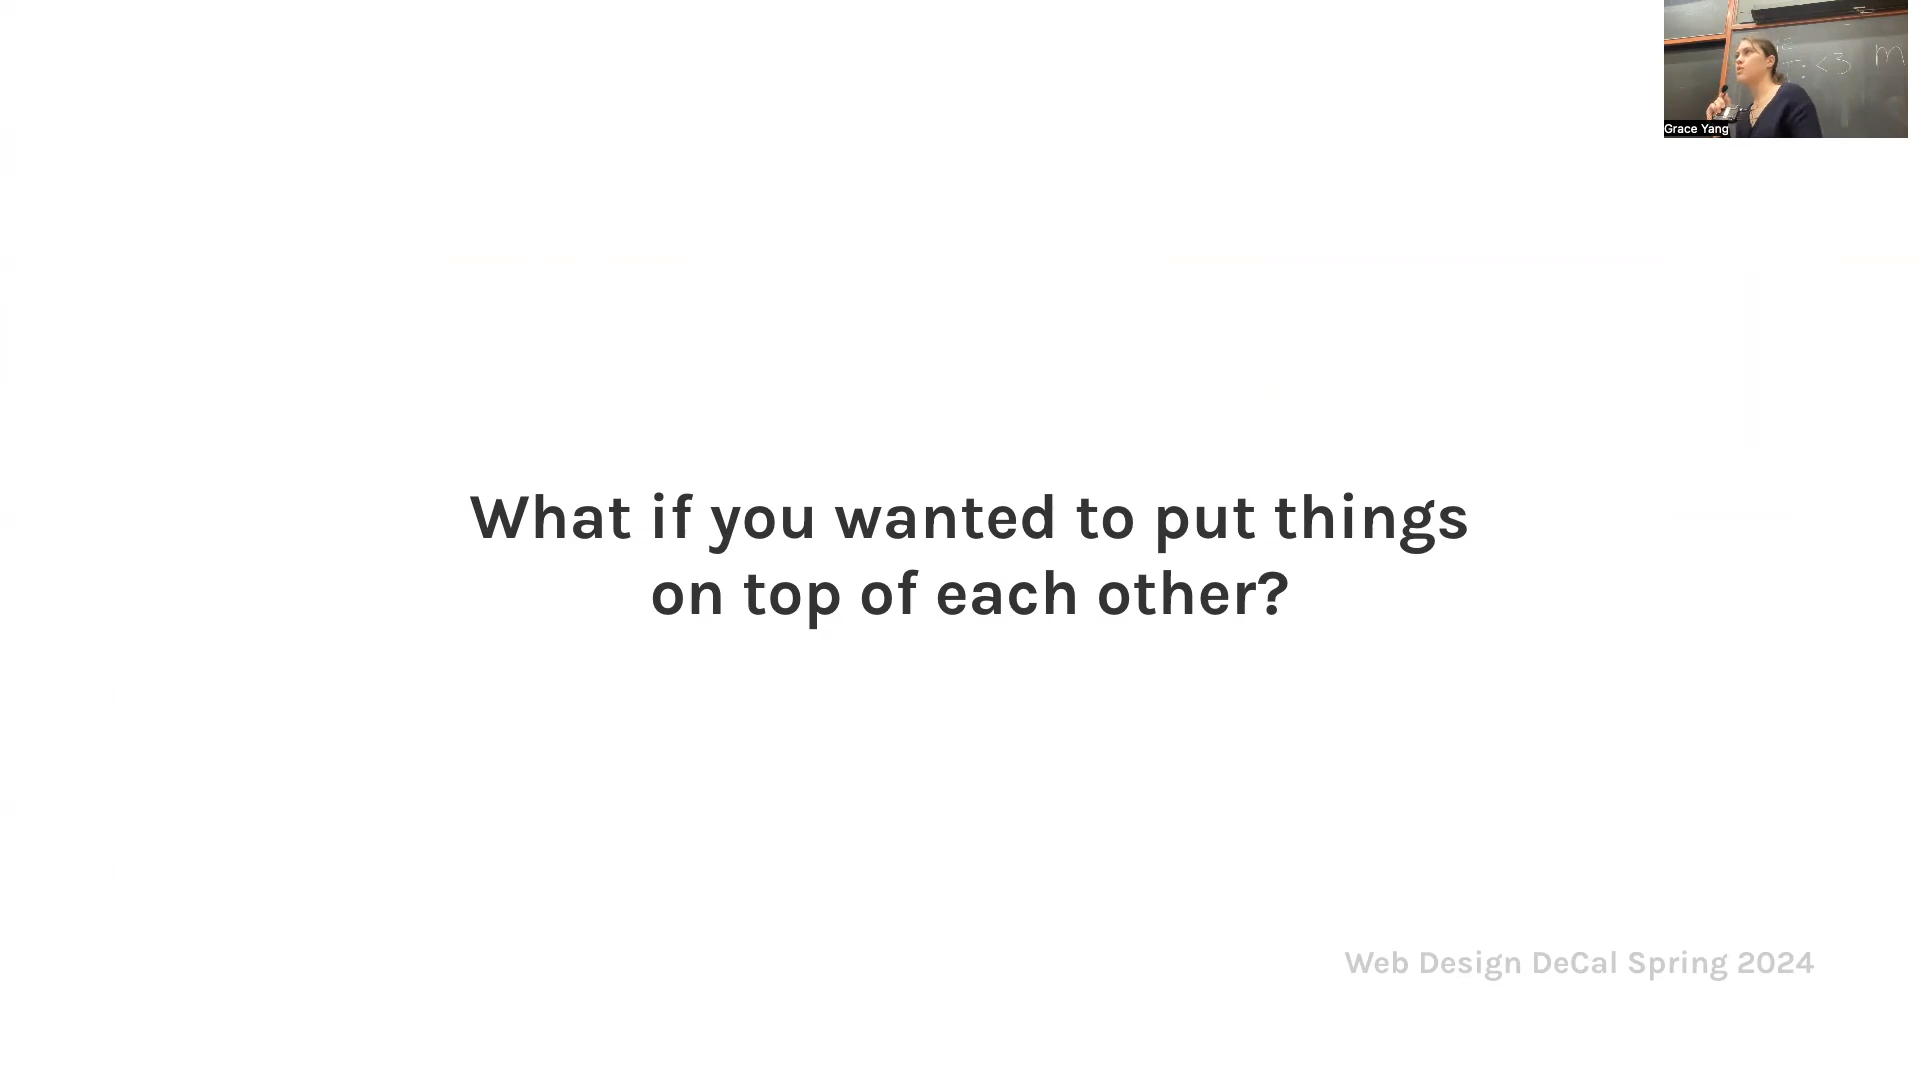 <3 m
Grace Yang
What if you wanted to put things
on top of each other?
Web Design DeCal Spring 2024